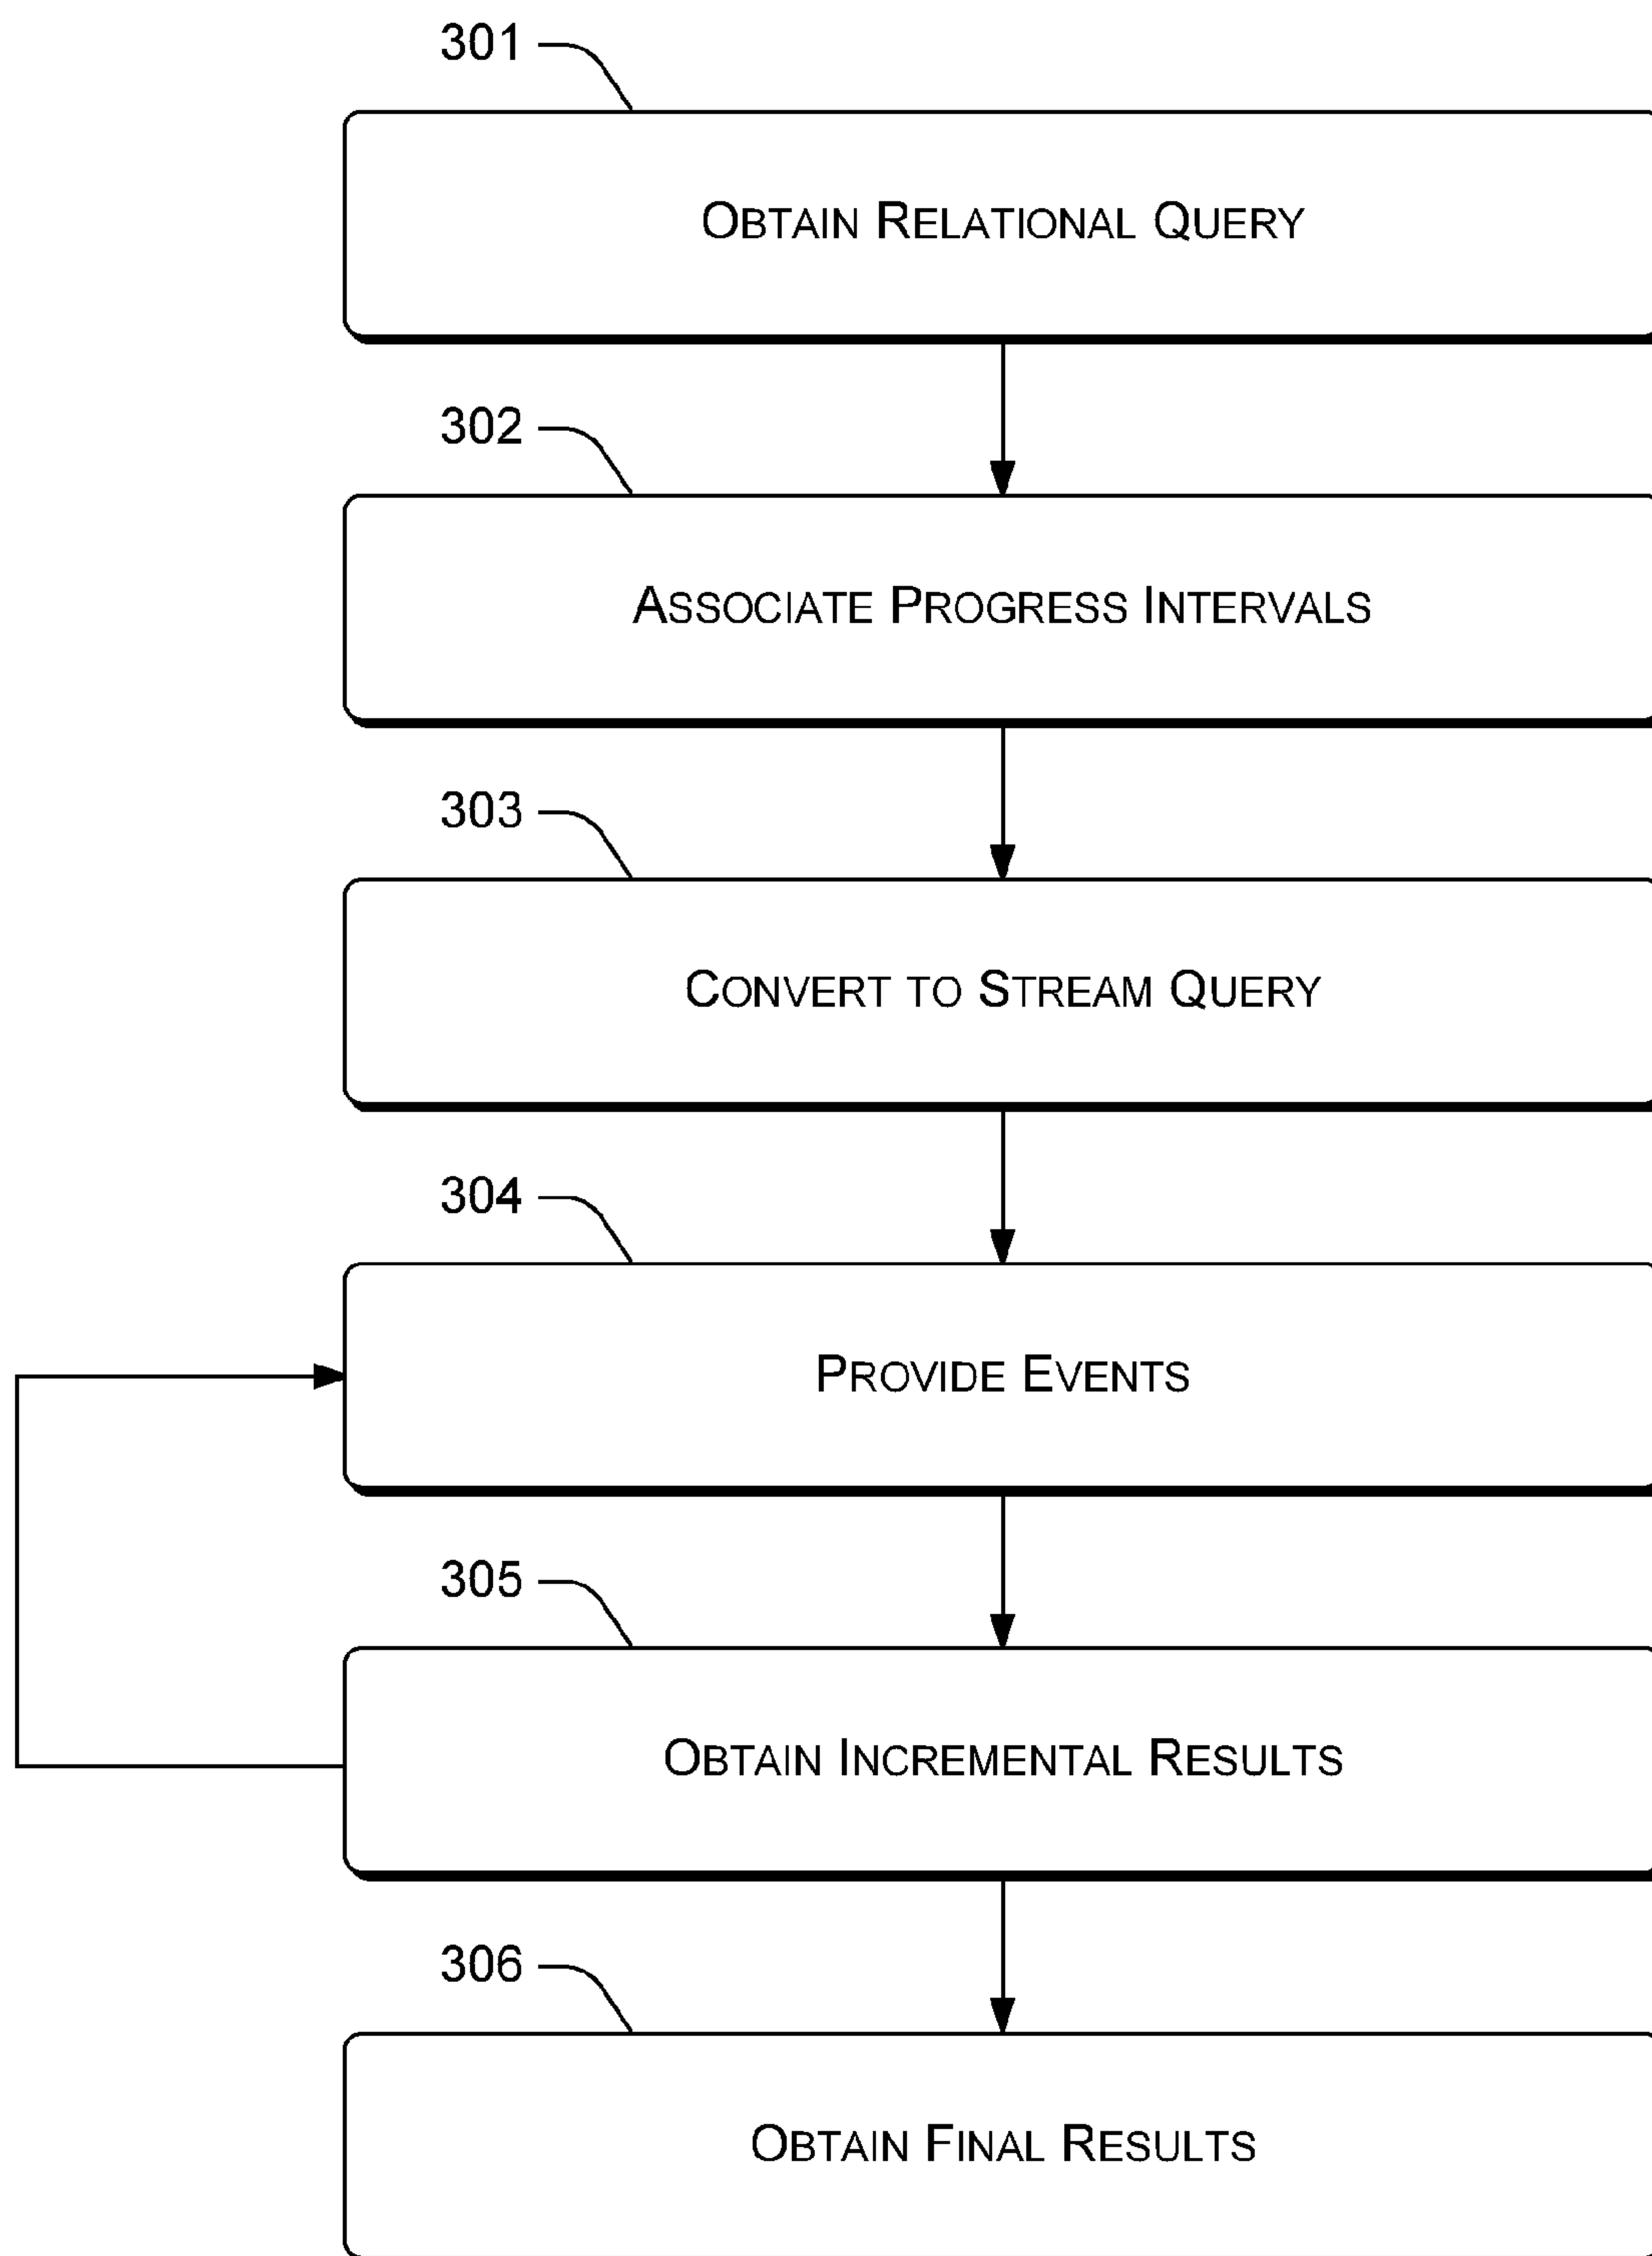 301
OBTAIN RELATIONAL QUERY
302
ASSOCIATE PROGRESS INTERVALS
303
CONVERT TO STREAM QUERY
304
PROVIDE EVENTS
305
OBTAIN INCREMENTAL RESULTS
306
OBTAIN FINAL RESULTS